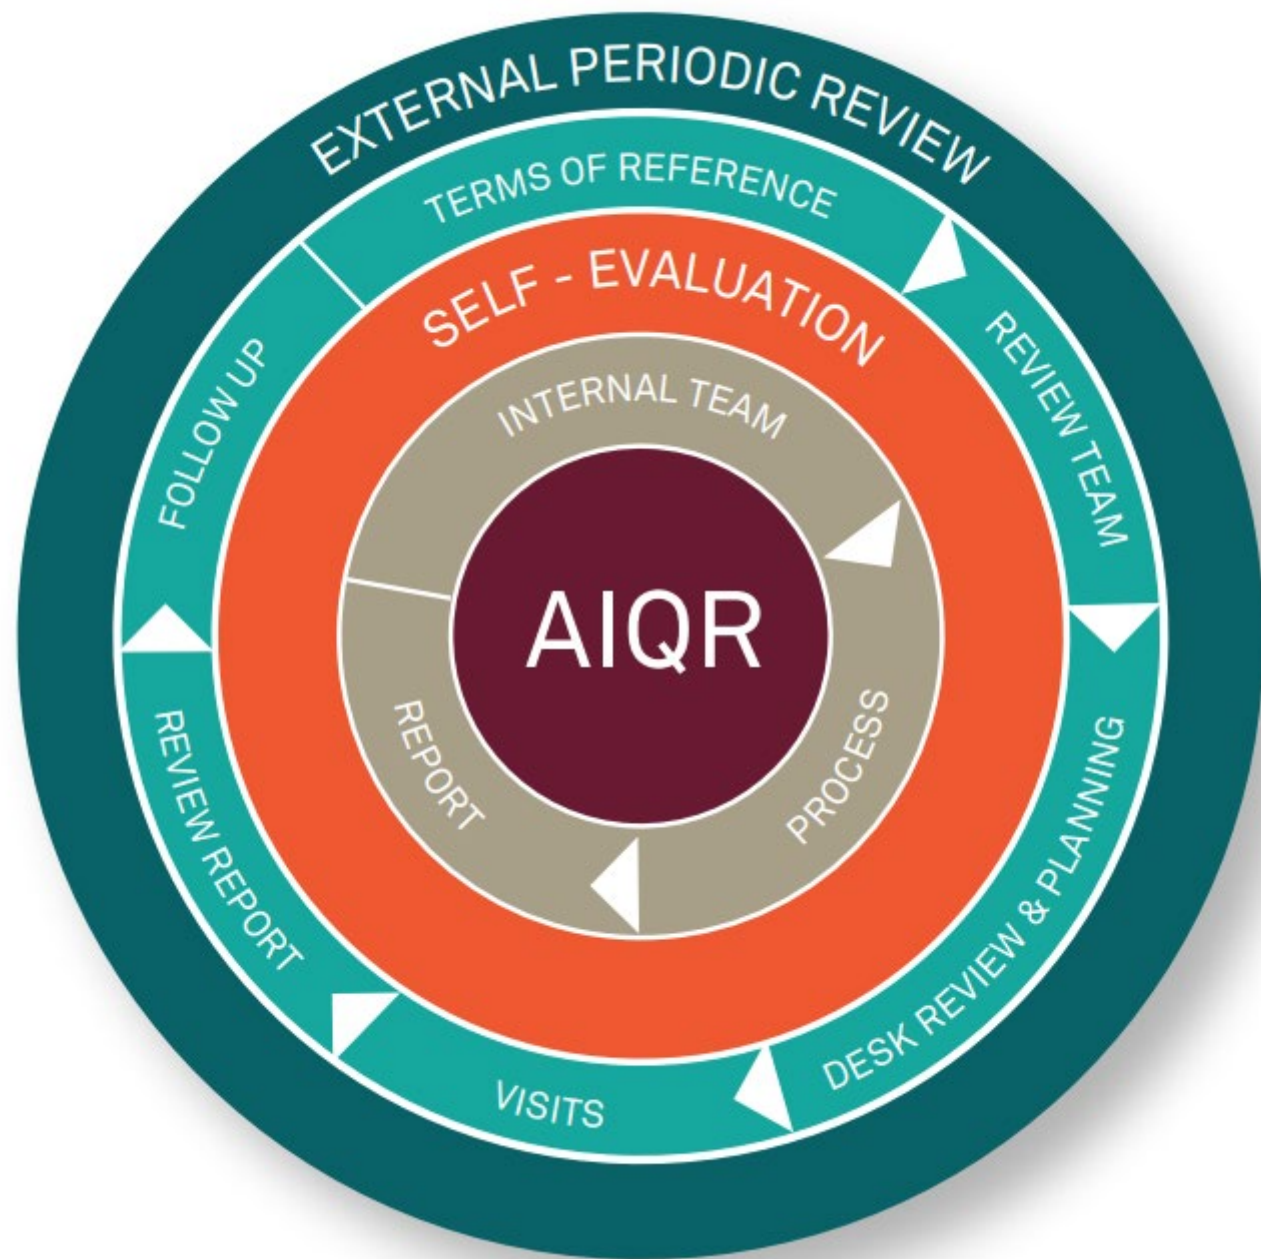 EXTERNAL PERIODIC REVIEW
TERMS OF REFERENCE
REVIEW TEAM
DESK REVIEW & PLANNING
VISITS
REVIEW REPORT
FOLLOW UP
SELF - EVALUATION
INTERNAL TEAM
PROCESS
REPORT
AIQR